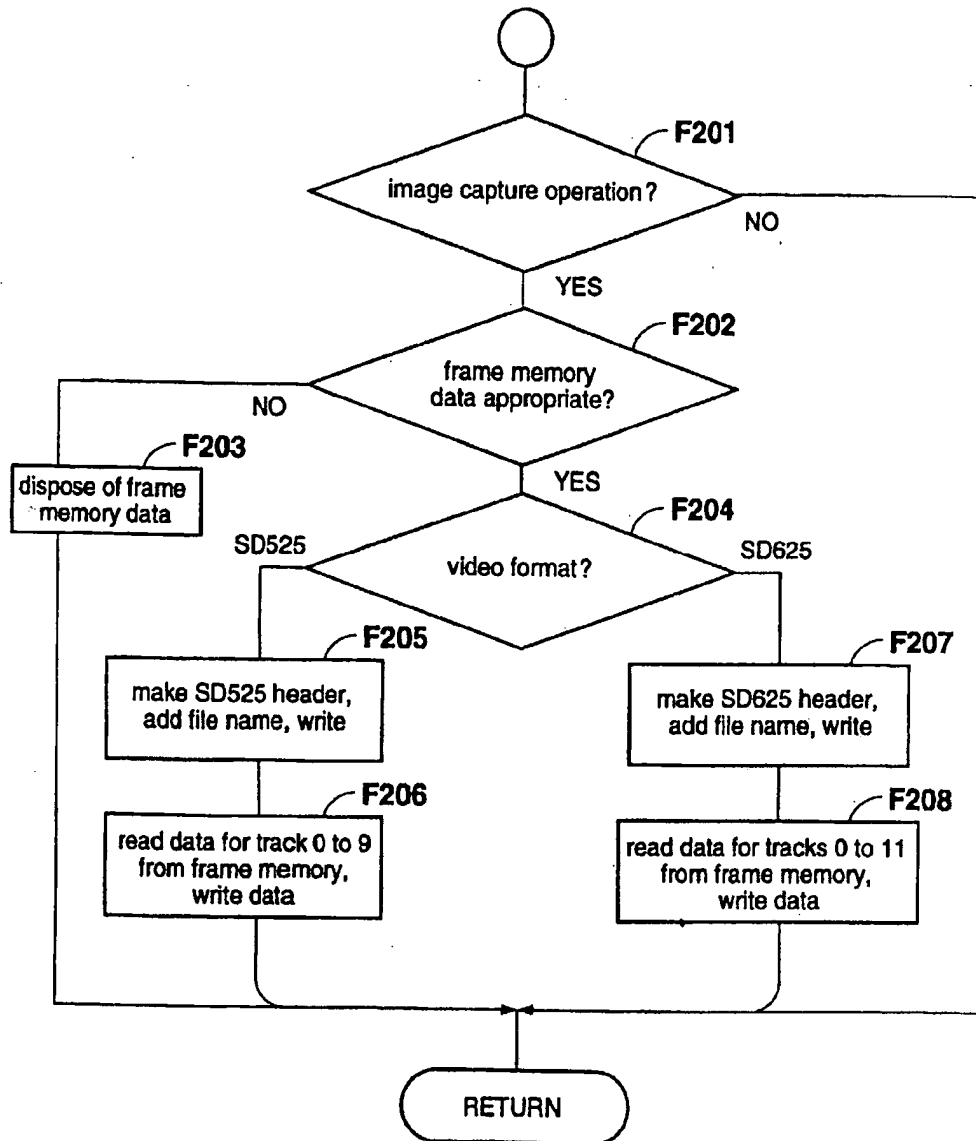 F201
image capture operation?
NO
YES
F202
frame memory
data appropriate?
NO
F203
YES
dispose of frame
memory data
F204
SD525
SD625
video format?
F205
F207
make SD525 header,
add file name, write
make SD625 header,
add file name, write
F206
F208
read data for track 0 to 9
from frame memory,
write data
read data for tracks 0 to 11
from frame memory,
write data
RETURN